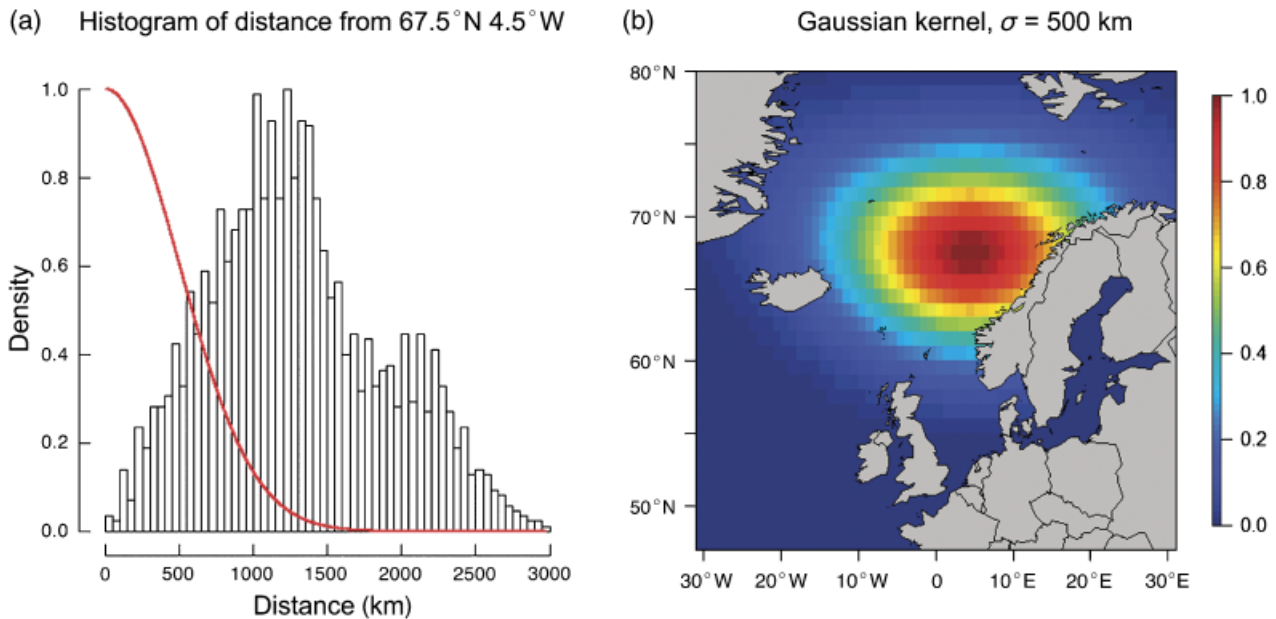 (a) Histogram of distance from 67.5°N 4.5°W
1.0
0.8
0.6
0.4
0.2
0.0
Density
0 500 1000 1500 2000 2500 3000
Distance (km)
(b) Gaussian kernel, σ = 500 km
80°N
70°N
60°N
50°N
30°W 20°W 10°W 0 10°E 20°E 30°E
1.0
0.8
0.6
0.4
0.2
0.0